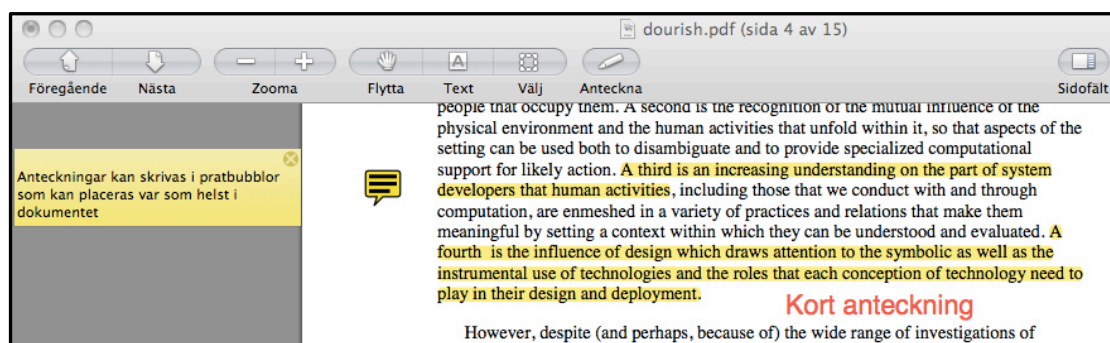 dourish.pdf (sida 4 av 15)
Föregående Nästa Zooma Flytta Text Välj Anteckna Sidofält
people that occupy them. A second is the recognition of the mutual influence of the
physical environment and the human activities that unfold within it, so that aspects of the
setting can be used both to disambiguate and to provide specialized computational
support for likely action. A third is an increasing understanding on the part of system
developers that human activities, including those that we conduct with and through
computation, are enmeshed in a variety of practices and relations that make them
meaningful by setting a context within which they can be understood and evaluated. A
fourth is the influence of design which draws attention to the symbolic as well as the
instrumental use of technologies and the roles that each conception of technology need to
play in their design and deployment.
Kort anteckning
However, despite (and perhaps, because of) the wide range of investigations of
Anteckningar kan skrivas i pratbubblor
som kan placeras var som helst i
dokumentet